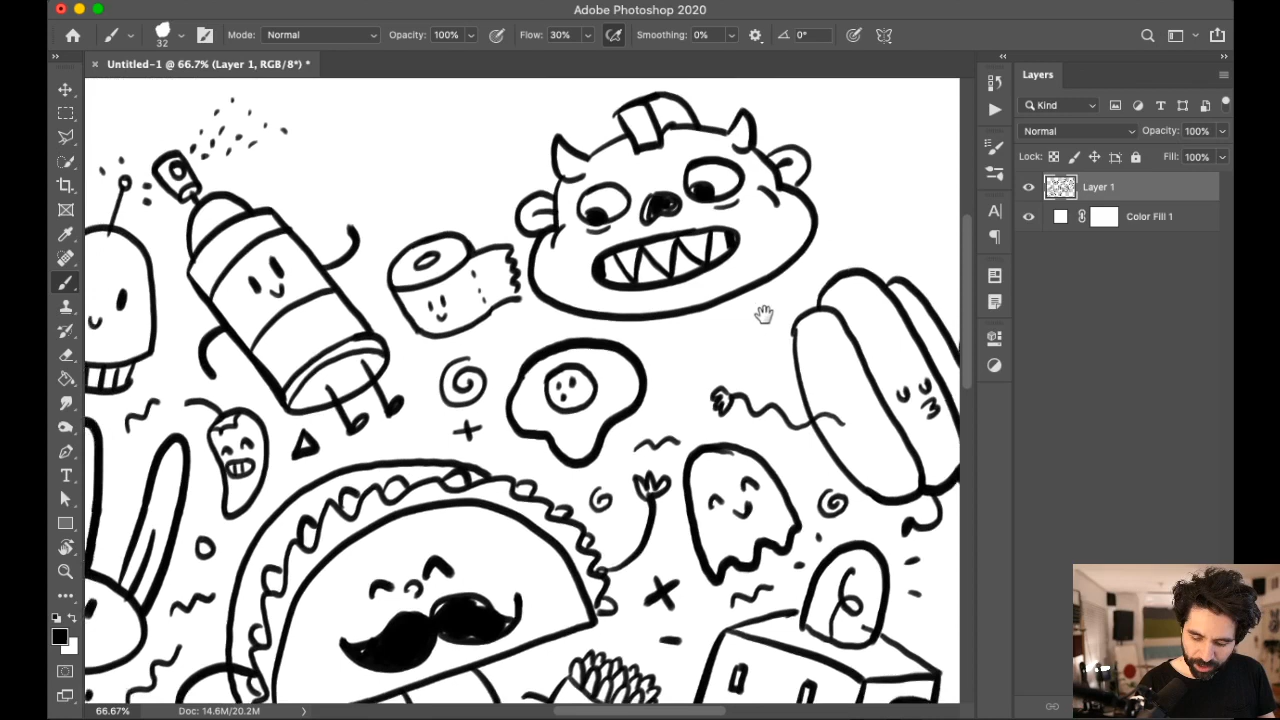 Adobe Photoshop 2020
32
Mode: Normal
Opacity: 100%
Flow: 30%
Smoothing: 0%
0°
Untitled-1 @ 66.7% (Layer 1, RGB/8*) *
Layers
Kind
Normal
Opacity: 100%
Lock:
Fill: 100%
Layer 1
Color Fill 1
66.67%
Doc: 14.6M/20.2M